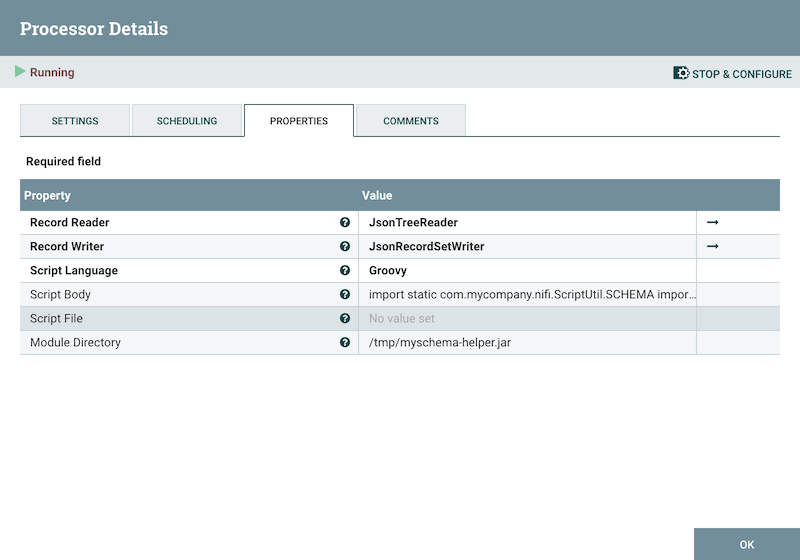 Processor Details
Running
STOP & CONFIGURE
SETTINGS
SCHEDULING
PROPERTIES
COMMENTS
Required field
Property Value
Record Reader ? JsonTreeReader
Record Writer ? JsonRecordSetWriter
Script Language ? Groovy
Script Body ? import static com.mycompany.nifi.ScriptUtil.SCHEMA impor...
Script File ? No value set
Module Directory ? /tmp/myschema-helper.jar
OK